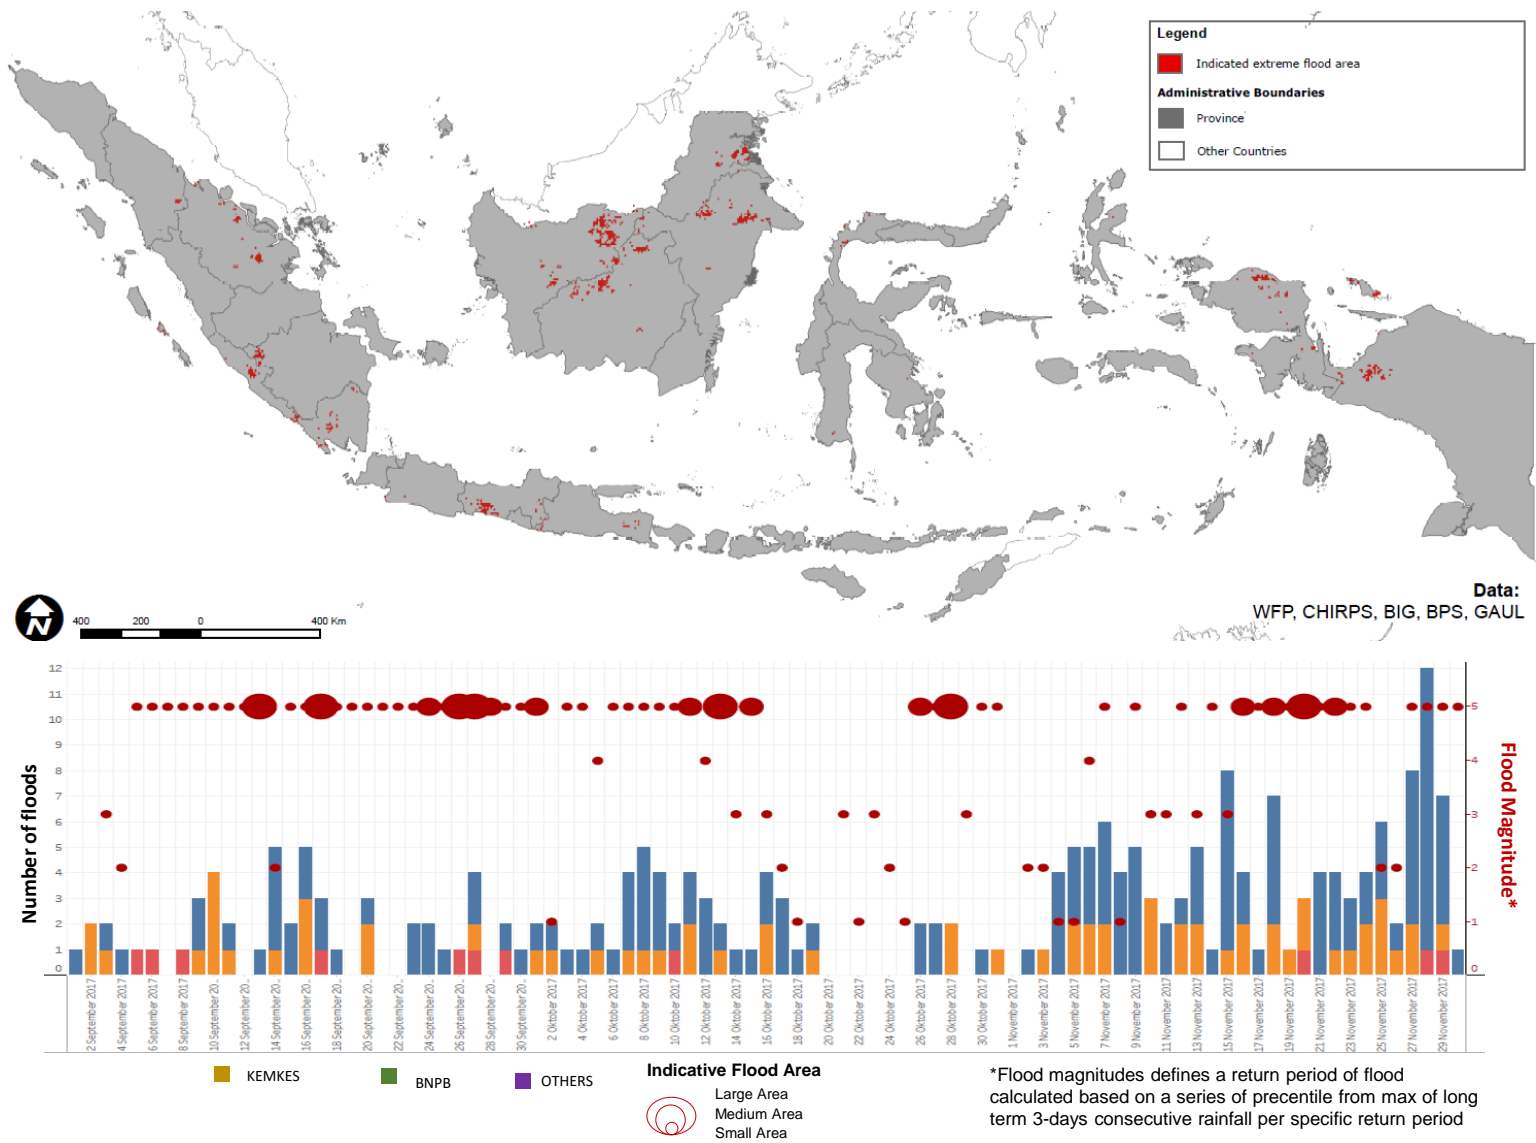 Legend
Indicated extreme flood area
Administrative Boundaries
Province
Other Countries
Data:
WFP, CHIRPS, BIG, BPS, GAUL
N
400 200 0 400 Km
Number of floods
12
11
10
9
8
7
6
5
4
3
2
1
0
5
4
3
2
1
0
Flood Magnitude*
2 September 2017
4 September 2017
6 September 2017
8 September 2017
10 September 20..
12 September 20..
14 September 20..
16 September 20..
18 September 20..
20 September 20..
22 September 20..
24 September 20..
26 September 20..
28 September 20..
30 September 20..
2 Oktober 2017
4 Oktober 2017
6 Oktober 2017
8 Oktober 2017
10 Oktober 2017
12 Oktober 2017
14 Oktober 2017
16 Oktober 2017
18 Oktober 2017
20 Oktober 2017
22 Oktober 2017
24 Oktober 2017
26 Oktober 2017
28 Oktober 2017
30 Oktober 2017
1 November 2017
3 November 2017
5 November 2017
7 November 2017
9 November 2017
11 November 2017
13 November 2017
15 November 2017
17 November 2017
19 November 2017
21 November 2017
23 November 2017
25 November 2017
27 November 2017
29 November 2017
KEMKES
BNPB
OTHERS
Indicative Flood Area
Large Area
Medium Area
Small Area
*Flood magnitudes defines a return period of flood
calculated based on a series of precentile from max of long
term 3-days consecutive rainfall per specific return period